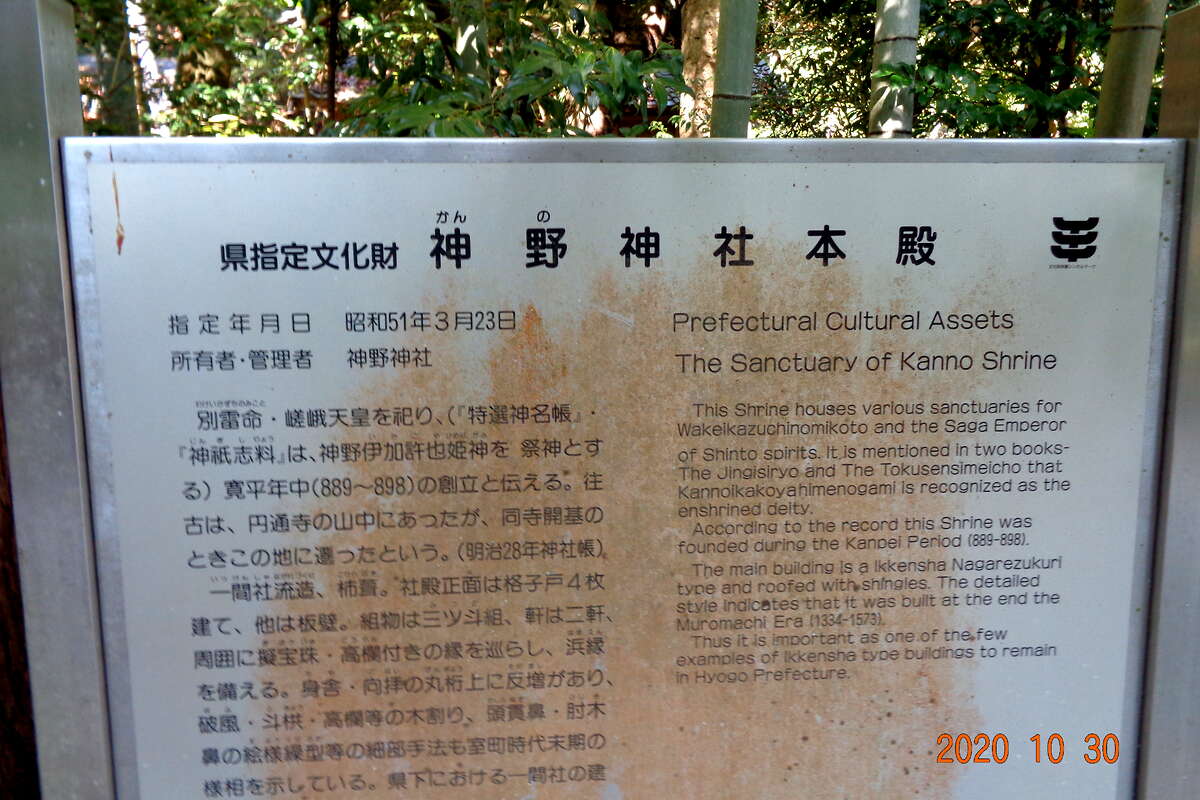 かん の
県指定文化財 神野神社本殿
指定年月日 昭和51年3月23日
所有者・管理者 神野神社
わけいかずちのみこと
別雷命・嵯峨天皇を祀り、(『特選神名帳』・
じんぎしりょう
『神祇志料』は、神野伊加許也姫神を 祭神とす
る) 寛平年中(889～898)の創立と伝える。往
古は、円通寺の山中にあったが、同寺開基の
ときこの地に遷ったという。(明治28年神社帳)。
一間社流造、柿葺。社殿正面は格子戸4枚
建て、他は板壁。組物は三ツ斗組、軒は二軒、
周囲に擬宝珠・高欄付きの縁を巡らし、浜縁
を備える。身舎・向拝の丸桁上に反増があり、
破風・斗栱・高欄等の木割り、頭貫鼻・肘木
鼻の絵様繰型等の細部手法も室町時代末期の
様相を示している。県下における一間社の建
Prefectural Cultural Assets
The Sanctuary of Kanno Shrine
This Shrine houses various sanctuaries for
Wakeikazuchinomikoto and the Saga Emperor
of Shinto spirits. It is mentioned in two books-
The Jingisiryo and The Tokusensimeicho that
Kannoikakoyahimenogami is recognized as the
enshrined deity.
According to the record this Shrine was
founded during the Kanpei Period (889-898).
The main building is a Ikkensha Nagarezukuri
type and roofed with shingles. The detailed
style indicates that it was built at the end the
Muromachi Era (1334-1573).
Thus it is important as one of the few
examples of Ikkensha type buildings to remain
in Hyogo Prefecture.
2020 10 30